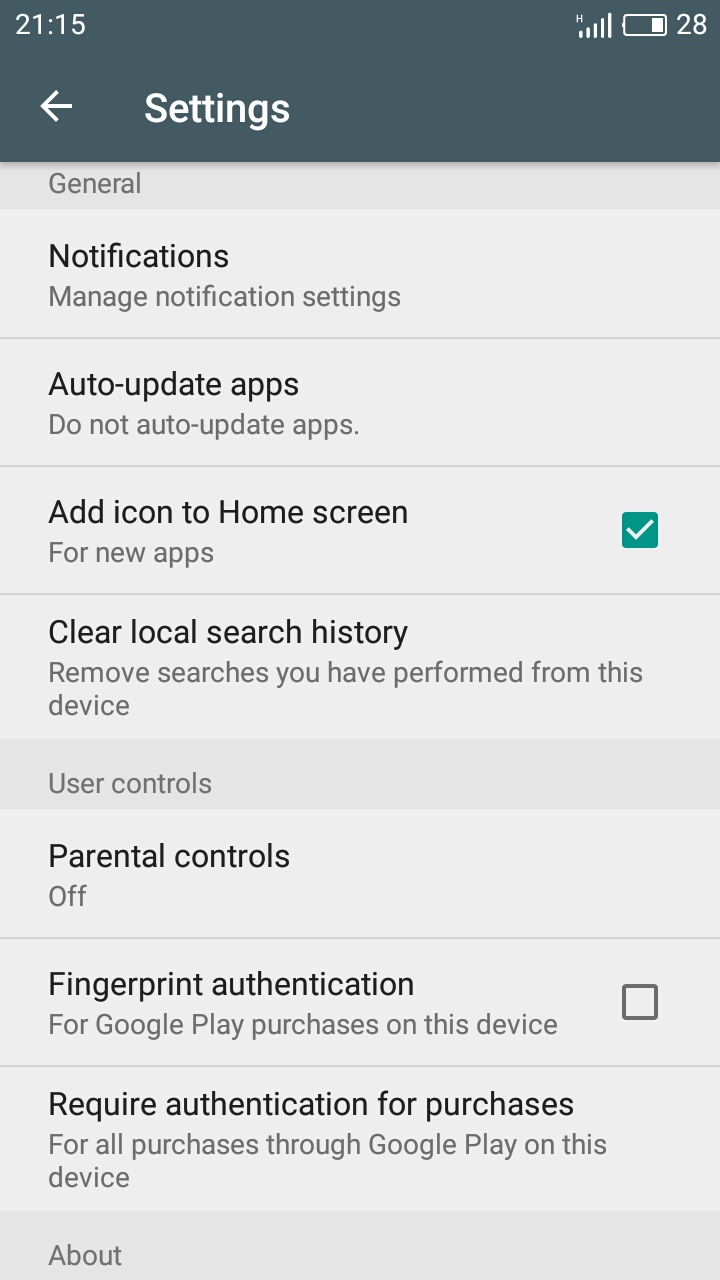 21:15
H
28
Settings
General
Notifications
Manage notification settings
Auto-update apps
Do not auto-update apps.
Add icon to Home screen
For new apps
Clear local search history
Remove searches you have performed from this
device
User controls
Parental controls
Off
Fingerprint authentication
For Google Play purchases on this device
Require authentication for purchases
For all purchases through Google Play on this
device
About